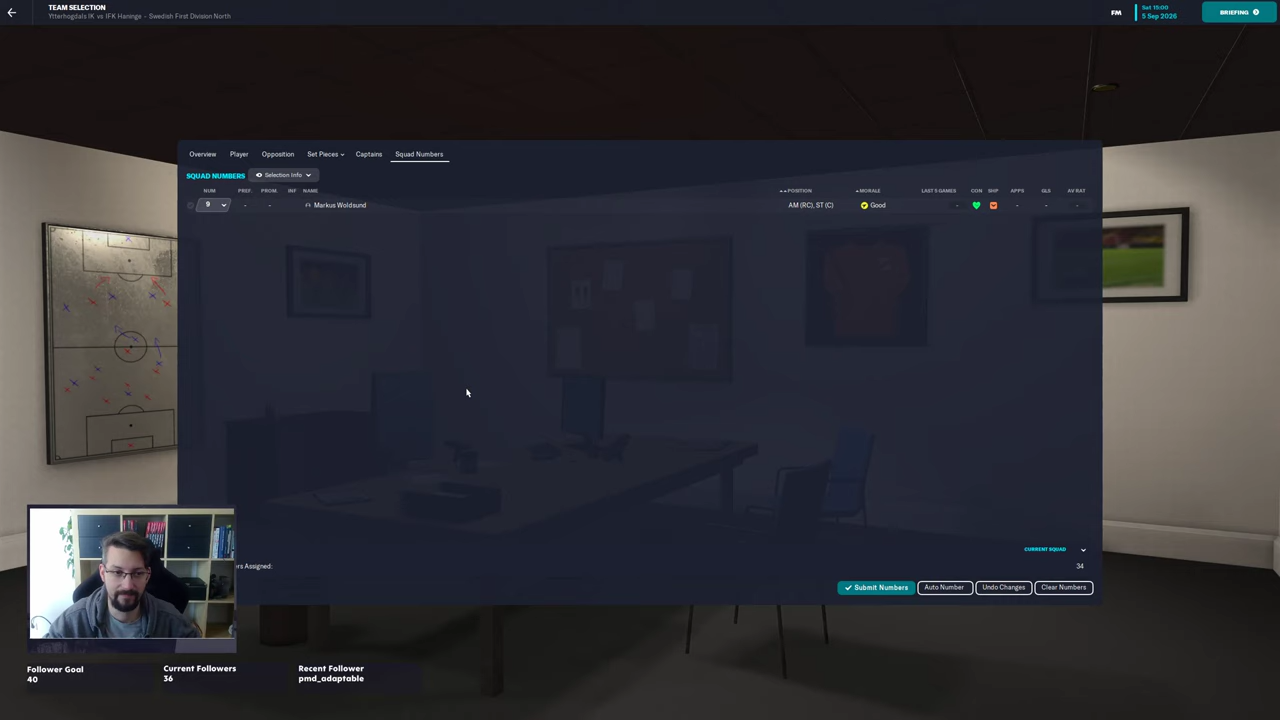 TEAM SELECTION
Ytterhogdals IK vs IFK Haninge - Swedish First Division North
FM
Sat 15:00
5 Sep 2026
BRIEFING
Overview Player Opposition Set Pieces Captains Squad Numbers
SQUAD NUMBERS Selection Info
NUM PREF. PROM. INF NAME POSITION MORALE LAST 5 GAMES CON SHP APPS GLS AV RAT
9 - - Markus Woldsund AM (RC), ST (C) Good - - - -
CURRENT SQUAD
rs Assigned: 34
Submit Numbers Auto Number Undo Changes Clear Numbers
Follower Goal Current Followers Recent Follower
40 36 pmd_adaptable